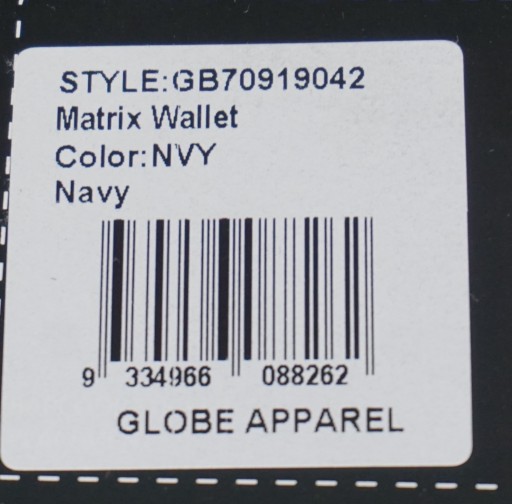 STYLE:GB70919042
Matrix Wallet
Color:NVY
Navy
9 334966 088262
GLOBE APPAREL